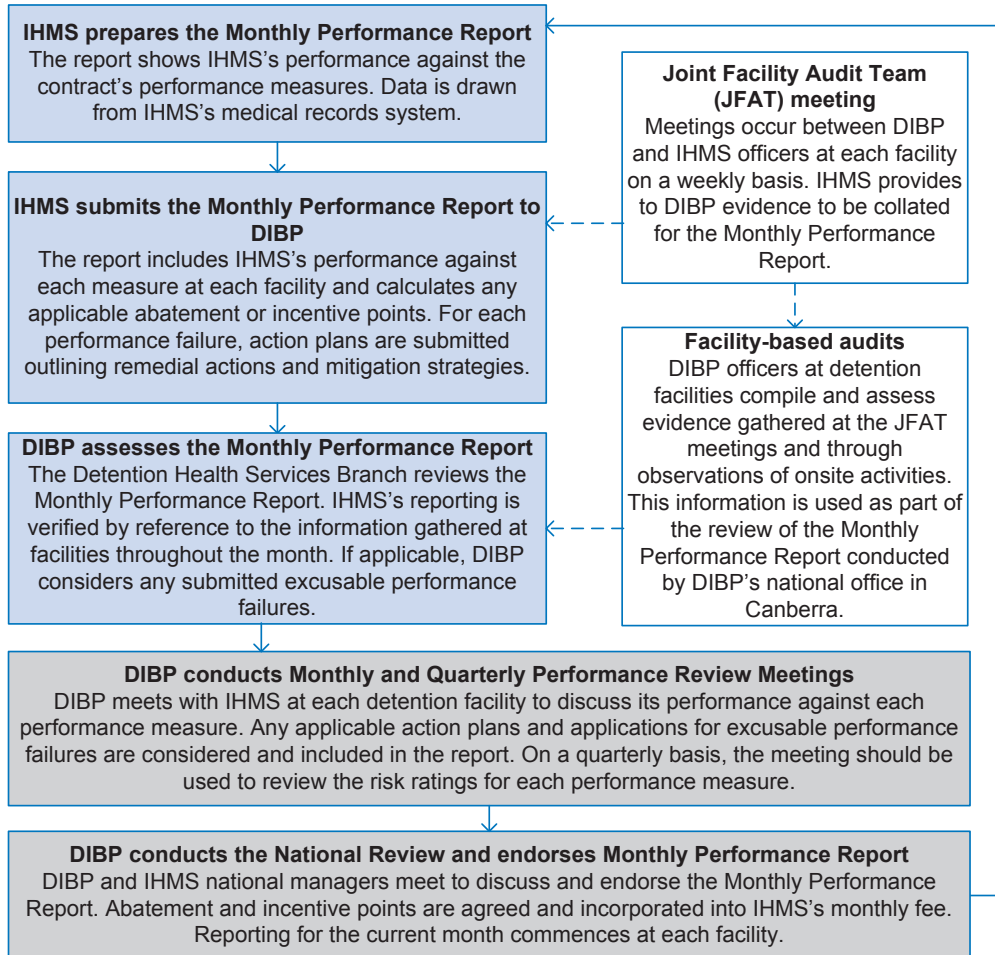 IHMS prepares the Monthly Performance Report
The report shows IHMS's performance against the
contract's performance measures. Data is drawn
from IHMS's medical records system.
Joint Facility Audit Team
(JFAT) meeting
Meetings occur between DIBP
and IHMS officers at each facility
on a weekly basis. IHMS provides
to DIBP evidence to be collated
for the Monthly Performance
Report.
IHMS submits the Monthly Performance Report to
DIBP
The report includes IHMS's performance against
each measure at each facility and calculates any
applicable abatement or incentive points. For each
performance failure, action plans are submitted
outlining remedial actions and mitigation strategies.
Facility-based audits
DIBP officers at detention
facilities compile and assess
evidence gathered at the JFAT
meetings and through
observations of onsite activities.
This information is used as part of
the review of the Monthly
Performance Report conducted
by DIBP's national office in
Canberra.
DIBP assesses the Monthly Performance Report
The Detention Health Services Branch reviews the
Monthly Performance Report. IHMS's reporting is
verified by reference to the information gathered at
facilities throughout the month. If applicable, DIBP
considers any submitted excusable performance
failures.
DIBP conducts Monthly and Quarterly Performance Review Meetings
DIBP meets with IHMS at each detention facility to discuss its performance against each
performance measure. Any applicable action plans and applications for excusable performance
failures are considered and included in the report. On a quarterly basis, the meeting should be
used to review the risk ratings for each performance measure.
DIBP conducts the National Review and endorses Monthly Performance Report
DIBP and IHMS national managers meet to discuss and endorse the Monthly Performance
Report. Abatement and incentive points are agreed and incorporated into IHMS's monthly fee.
Reporting for the current month commences at each facility.